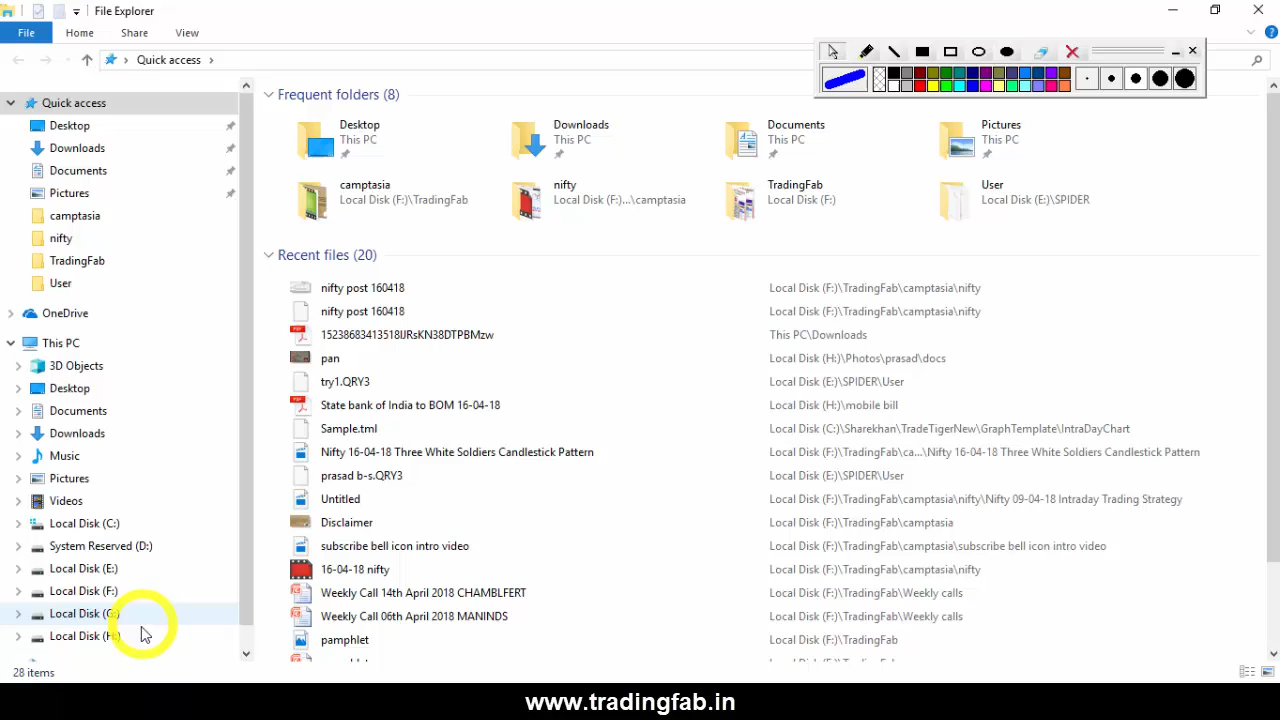 File Explorer
File Home Share View
Quick access
Quick access
Desktop
Downloads
Documents
Pictures
camptasia
nifty
TradingFab
User
OneDrive
This PC
3D Objects
Desktop
Documents
Downloads
Music
Pictures
Videos
Local Disk (C:)
System Reserved (D:)
Local Disk (E:)
Local Disk (F:)
Local Disk (G:)
Local Disk (H:)
28 items
Frequent folders (8)
Desktop
This PC
Downloads
This PC
Documents
This PC
Pictures
This PC
camptasia
Local Disk (F:)\TradingFab
nifty
Local Disk (F:)...\camptasia
TradingFab
Local Disk (F:)
User
Local Disk (E:)\SPIDER
Recent files (20)
nifty post 160418 Local Disk (F:)\TradingFab\camptasia\nifty
nifty post 160418 Local Disk (F:)\TradingFab\camptasia\nifty
15238683413518IJRsKN38DTPBMzw This PC\Downloads
pan Local Disk (H:)\Photos\prasad\docs
try1.QRY3 Local Disk (E:)\SPIDER\User
State bank of India to BOM 16-04-18 Local Disk (H:)\mobile bill
Sample.tml Local Disk (C:)\Sharekhan\TradeTigerNew\GraphTemplate\IntraDayChart
Nifty 16-04-18 Three White Soldiers Candlestick Pattern Local Disk (F:)\TradingFab\ca...\Nifty 16-04-18 Three White Soldiers Candlestick Pattern
prasad b-s.QRY3 Local Disk (E:)\SPIDER\User
Untitled Local Disk (F:)\TradingFab\camptasia\nifty\Nifty 09-04-18 Intraday Trading Strategy
Disclaimer Local Disk (F:)\TradingFab\camptasia
subscribe bell icon intro video Local Disk (F:)\TradingFab\camptasia\subscribe bell icon intro video
16-04-18 nifty Local Disk (F:)\TradingFab\camptasia\nifty
Weekly Call 14th April 2018 CHAMBLFERT Local Disk (F:)\TradingFab\Weekly calls
Weekly Call 06th April 2018 MANINDS Local Disk (F:)\TradingFab\Weekly calls
pamphlet Local Disk (F:)\TradingFab
www.tradingfab.in